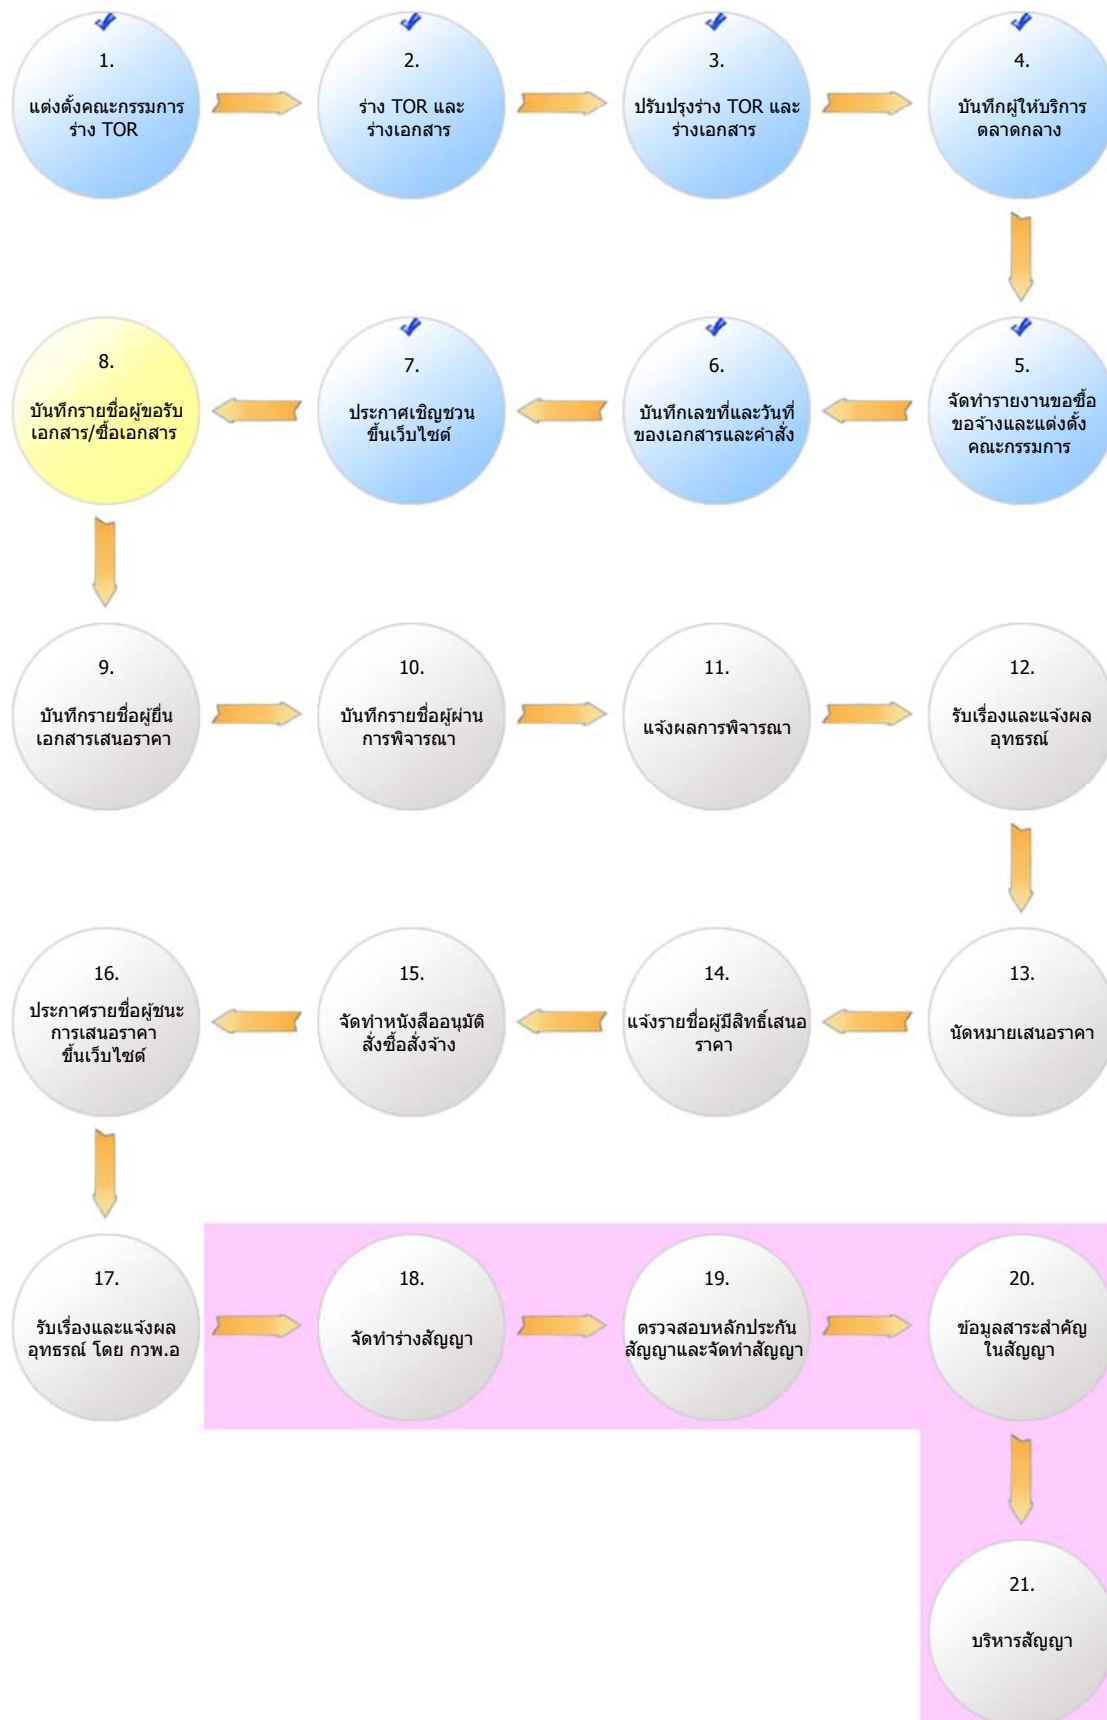 1.
แต่งตั้งคณะกรรมการ
ร่าง TOR
2.
ร่าง TOR และ
ร่างเอกสาร
3.
ปรับปรุงร่าง TOR และ
ร่างเอกสาร
4.
บันทึกผู้ให้บริการ
ตลาดกลาง
5.
จัดทำรายงานขอซื้อ
ขอจ้างและแต่งตั้ง
คณะกรรมการ
6.
บันทึกเลขที่และวันที่
ของเอกสารและคำสั่ง
7.
ประกาศเชิญชวน
ขึ้นเว็บไซต์
8.
บันทึกรายชื่อผู้ขอรับ
เอกสาร/ซื้อเอกสาร
9.
บันทึกรายชื่อผู้ยื่น
เอกสารเสนอราคา
10.
บันทึกรายชื่อผู้ผ่าน
การพิจารณา
11.
แจ้งผลการพิจารณา
12.
รับเรื่องและแจ้งผล
อุทธรณ์
13.
นัดหมายเสนอราคา
14.
แจ้งรายชื่อผู้มีสิทธิ์เสนอ
ราคา
15.
จัดทำหนังสืออนุมัติ
สั่งซื้อสั่งจ้าง
16.
ประกาศรายชื่อผู้ชนะ
การเสนอราคา
ขึ้นเว็บไซต์
17.
รับเรื่องและแจ้งผล
อุทธรณ์ โดย กวพ.อ
18.
จัดทำร่างสัญญา
19.
ตรวจสอบหลักประกัน
สัญญาและจัดทำสัญญา
20.
ข้อมูลสาระสำคัญ
ในสัญญา
21.
บริหารสัญญา